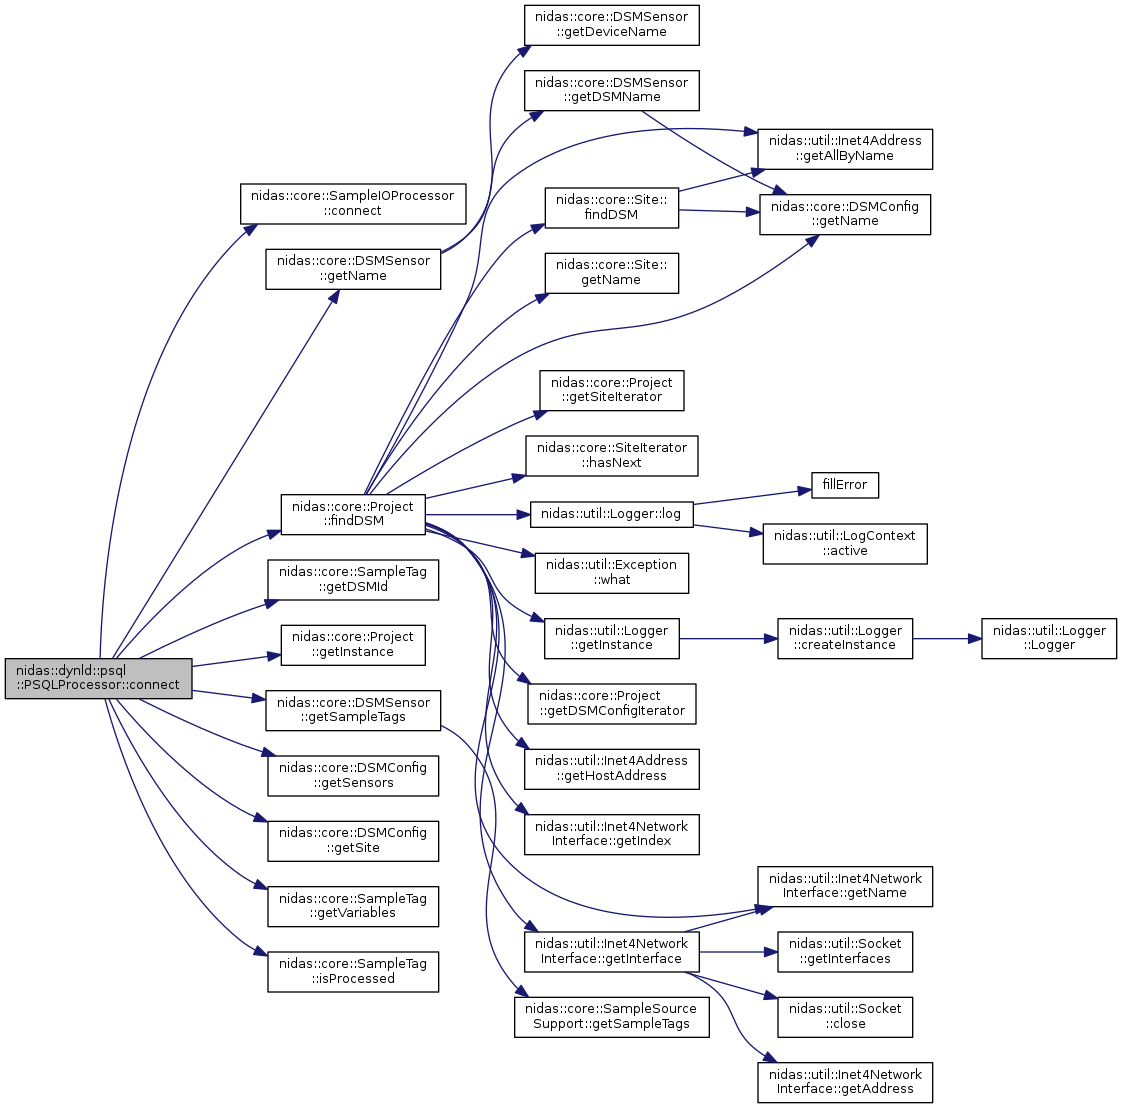 nidas::dynld::psql
::PSQLProcessor::connect
nidas::core::SampleIOProcessor
::connect
nidas::core::DSMSensor
::getName
nidas::core::Project
::findDSM
nidas::core::SampleTag
::getDSMId
nidas::core::Project
::getInstance
nidas::core::DSMSensor
::getSampleTags
nidas::core::DSMConfig
::getSensors
nidas::core::DSMConfig
::getSite
nidas::core::SampleTag
::getVariables
nidas::core::SampleTag
::isProcessed
nidas::core::DSMSensor
::getDeviceName
nidas::core::DSMSensor
::getDSMName
nidas::core::Site::
findDSM
nidas::core::Site::
getName
nidas::core::Project
::getSiteIterator
nidas::core::SiteIterator
::hasNext
nidas::util::Logger::log
nidas::util::Exception
::what
nidas::util::Logger
::getInstance
nidas::core::Project
::getDSMConfigIterator
nidas::util::Inet4Address
::getHostAddress
nidas::util::Inet4Network
Interface::getIndex
nidas::util::Inet4Network
Interface::getInterface
nidas::core::SampleSource
Support::getSampleTags
nidas::util::Inet4Address
::getAllByName
nidas::core::DSMConfig
::getName
fillError
nidas::util::LogContext
::active
nidas::util::Logger
::createInstance
nidas::util::Inet4Network
Interface::getName
nidas::util::Socket
::getInterfaces
nidas::util::Socket
::close
nidas::util::Inet4Network
Interface::getAddress
nidas::util::Logger
::Logger